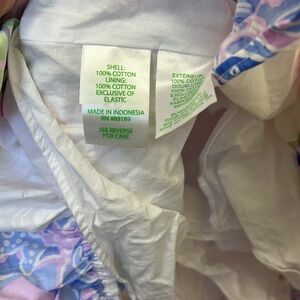 SHELL:
100% COTTON
LINING:
100% COTTON
EXCLUSIVE OF
ELASTIC
MADE IN INDONESIA
RN #88189
SEE REVERSE
FOR CARE
EXTÉRIEUR:
100% COTON